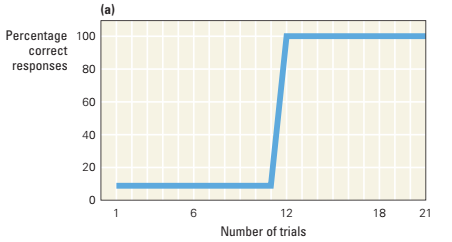 (a)
Percentage
correct
responses
100
80
60
40
20
0
1 6 12 18 21
Number of trials